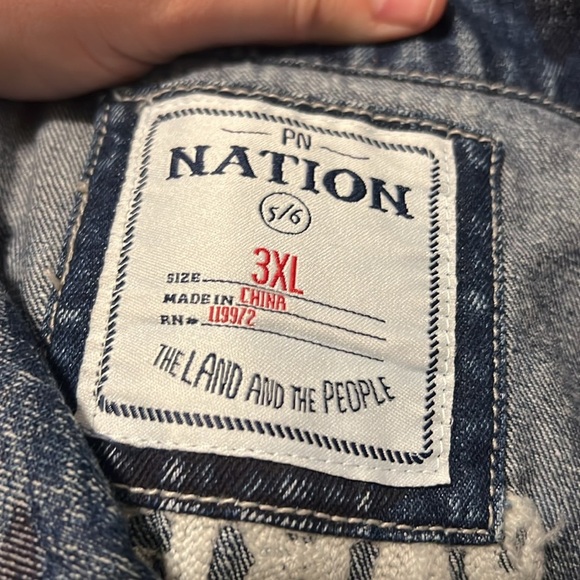 PN
NATION
5/6
SIZE 3XL
MADE IN CHINA
RN# 119972
THE LAND AND THE PEOPLE